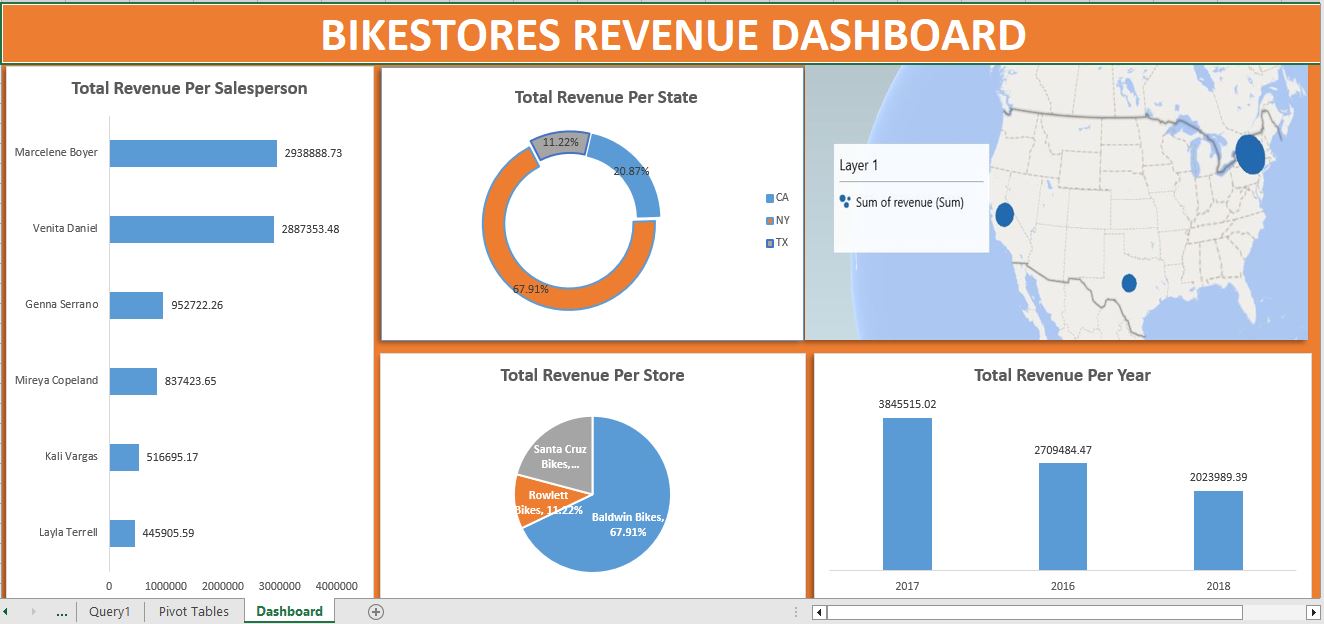 BIKESTORES REVENUE DASHBOARD
Total Revenue Per Salesperson
Marcelene Boyer
2938888.73
Venita Daniel
2887353.48
Genna Serrano
952722.26
Mireya Copeland
837423.65
Kali Vargas
516695.17
Layla Terrell
445905.59
0
1000000
2000000
3000000
4000000
Total Revenue Per State
11.22%
20.87%
67.91%
CA
NY
TX
Layer 1
Sum of revenue (Sum)
Total Revenue Per Store
Santa Cruz
Bikes,...
Rowlett
Bikes, 11.22%
Baldwin Bikes,
67.91%
Total Revenue Per Year
3845515.02
2709484.47
2023989.39
2017
2016
2018
...
Query1
Pivot Tables
Dashboard